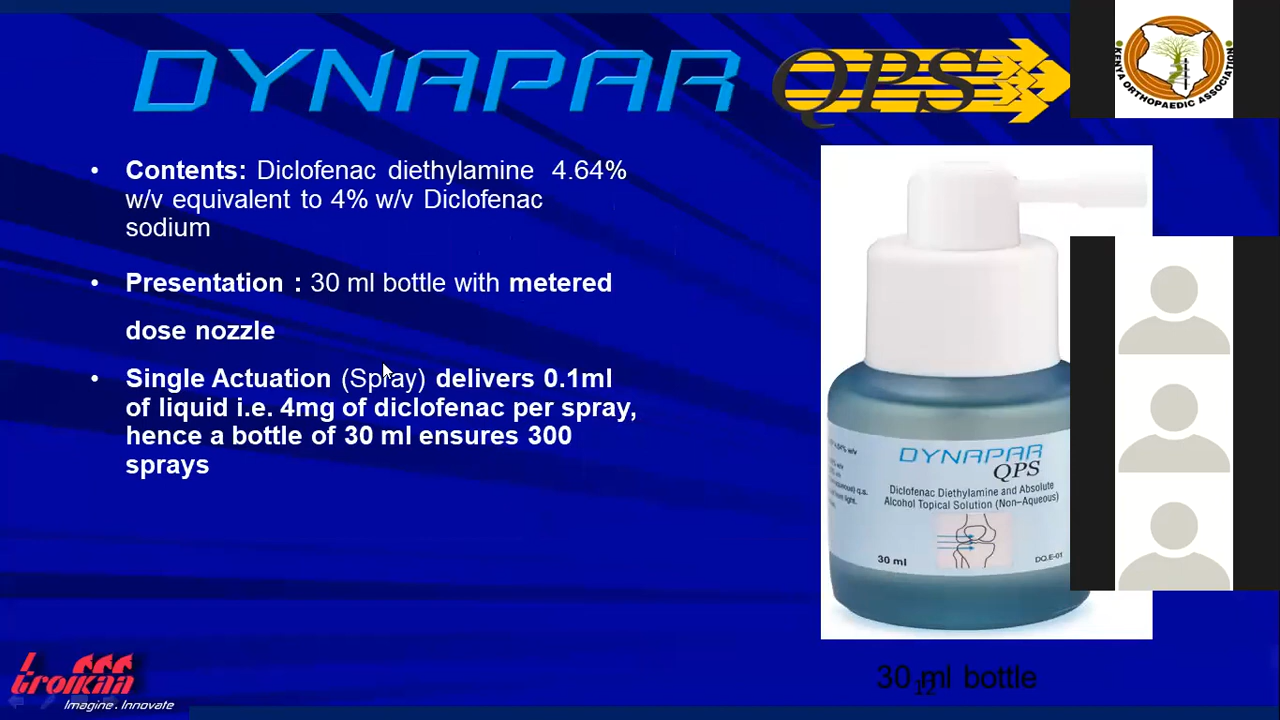 DYNAPAR QPS
KENYA ORTHOPAEDIC ASSOCIATION
• Contents: Diclofenac diethylamine 4.64%
w/v equivalent to 4% w/v Diclofenac
sodium
• Presentation : 30 ml bottle with metered
dose nozzle
• Single Actuation (Spray) delivers 0.1ml
of liquid i.e. 4mg of diclofenac per spray,
hence a bottle of 30 ml ensures 300
sprays
DYNAPAR
QPS
Diclofenac Diethylamine and Absolute
Alcohol Topical Solution (Non-Aqueous)
30 ml
DQ.E-01
30 ml bottle
12
troikaa
Imagine. Innovate